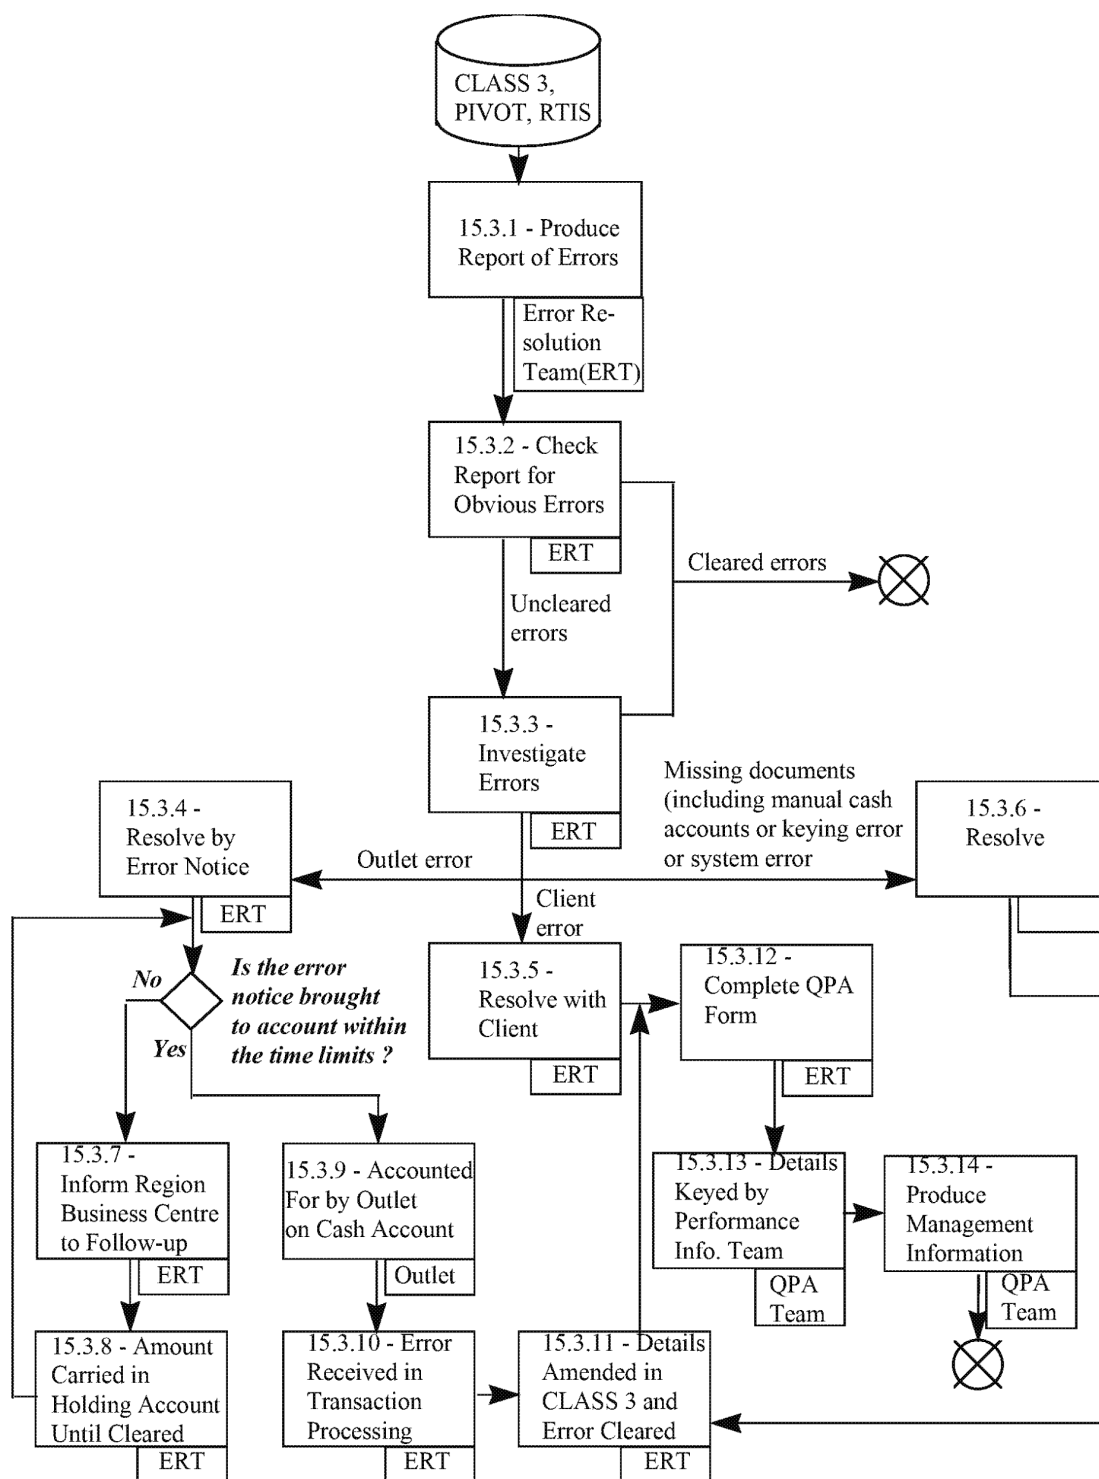 CLASS 3,
PIVOT, RTIS
15.3.1 - Produce
Report of Errors
Error Re-
solution
Team(ERT)
15.3.2 - Check
Report for
Obvious Errors
ERT
Cleared errors
Uncleared
errors
15.3.3 -
Investigate
Errors
ERT
Missing documents
(including manual cash
accounts or keying error
or system error
15.3.4 -
Resolve by
Error Notice
ERT
Outlet error
15.3.6 -
Resolve
Client
error
No
Yes
Is the error
notice brought
to account within
the time limits ?
15.3.5 -
Resolve with
Client
ERT
15.3.12 -
Complete QPA
Form
ERT
15.3.7 -
Inform Region
Business Centre
to Follow-up
ERT
15.3.9 - Accounted
For by Outlet
on Cash Account
Outlet
15.3.13 - Details
Keyed by
Performance
Info. Team
QPA
Team
15.3.14 -
Produce
Management
Information
QPA
Team
15.3.8 - Amount
Carried in
Holding Account
Until Cleared
ERT
15.3.10 - Error
Received in
Transaction
Processing
ERT
15.3.11 - Details
Amended in
CLASS 3 and
Error Cleared
ERT